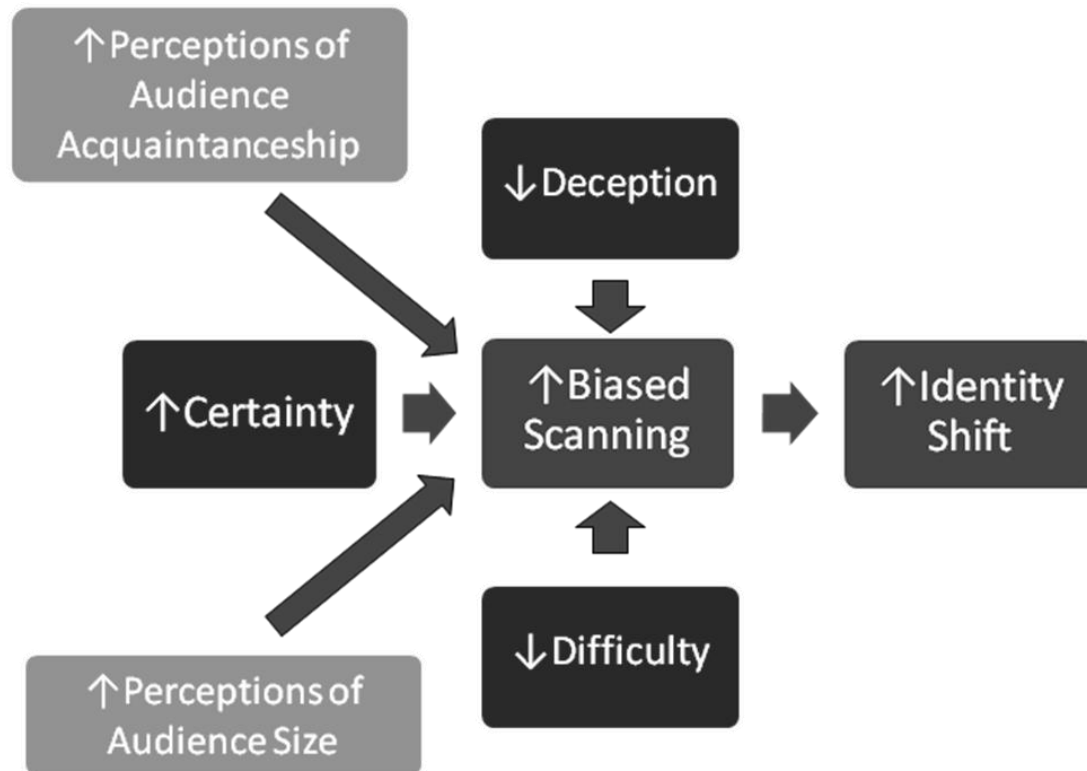 ↑Perceptions of
Audience
Acquaintanceship
↓Deception
↑Certainty
↑Biased
Scanning
↑Identity
Shift
↓Difficulty
↑Perceptions of
Audience Size